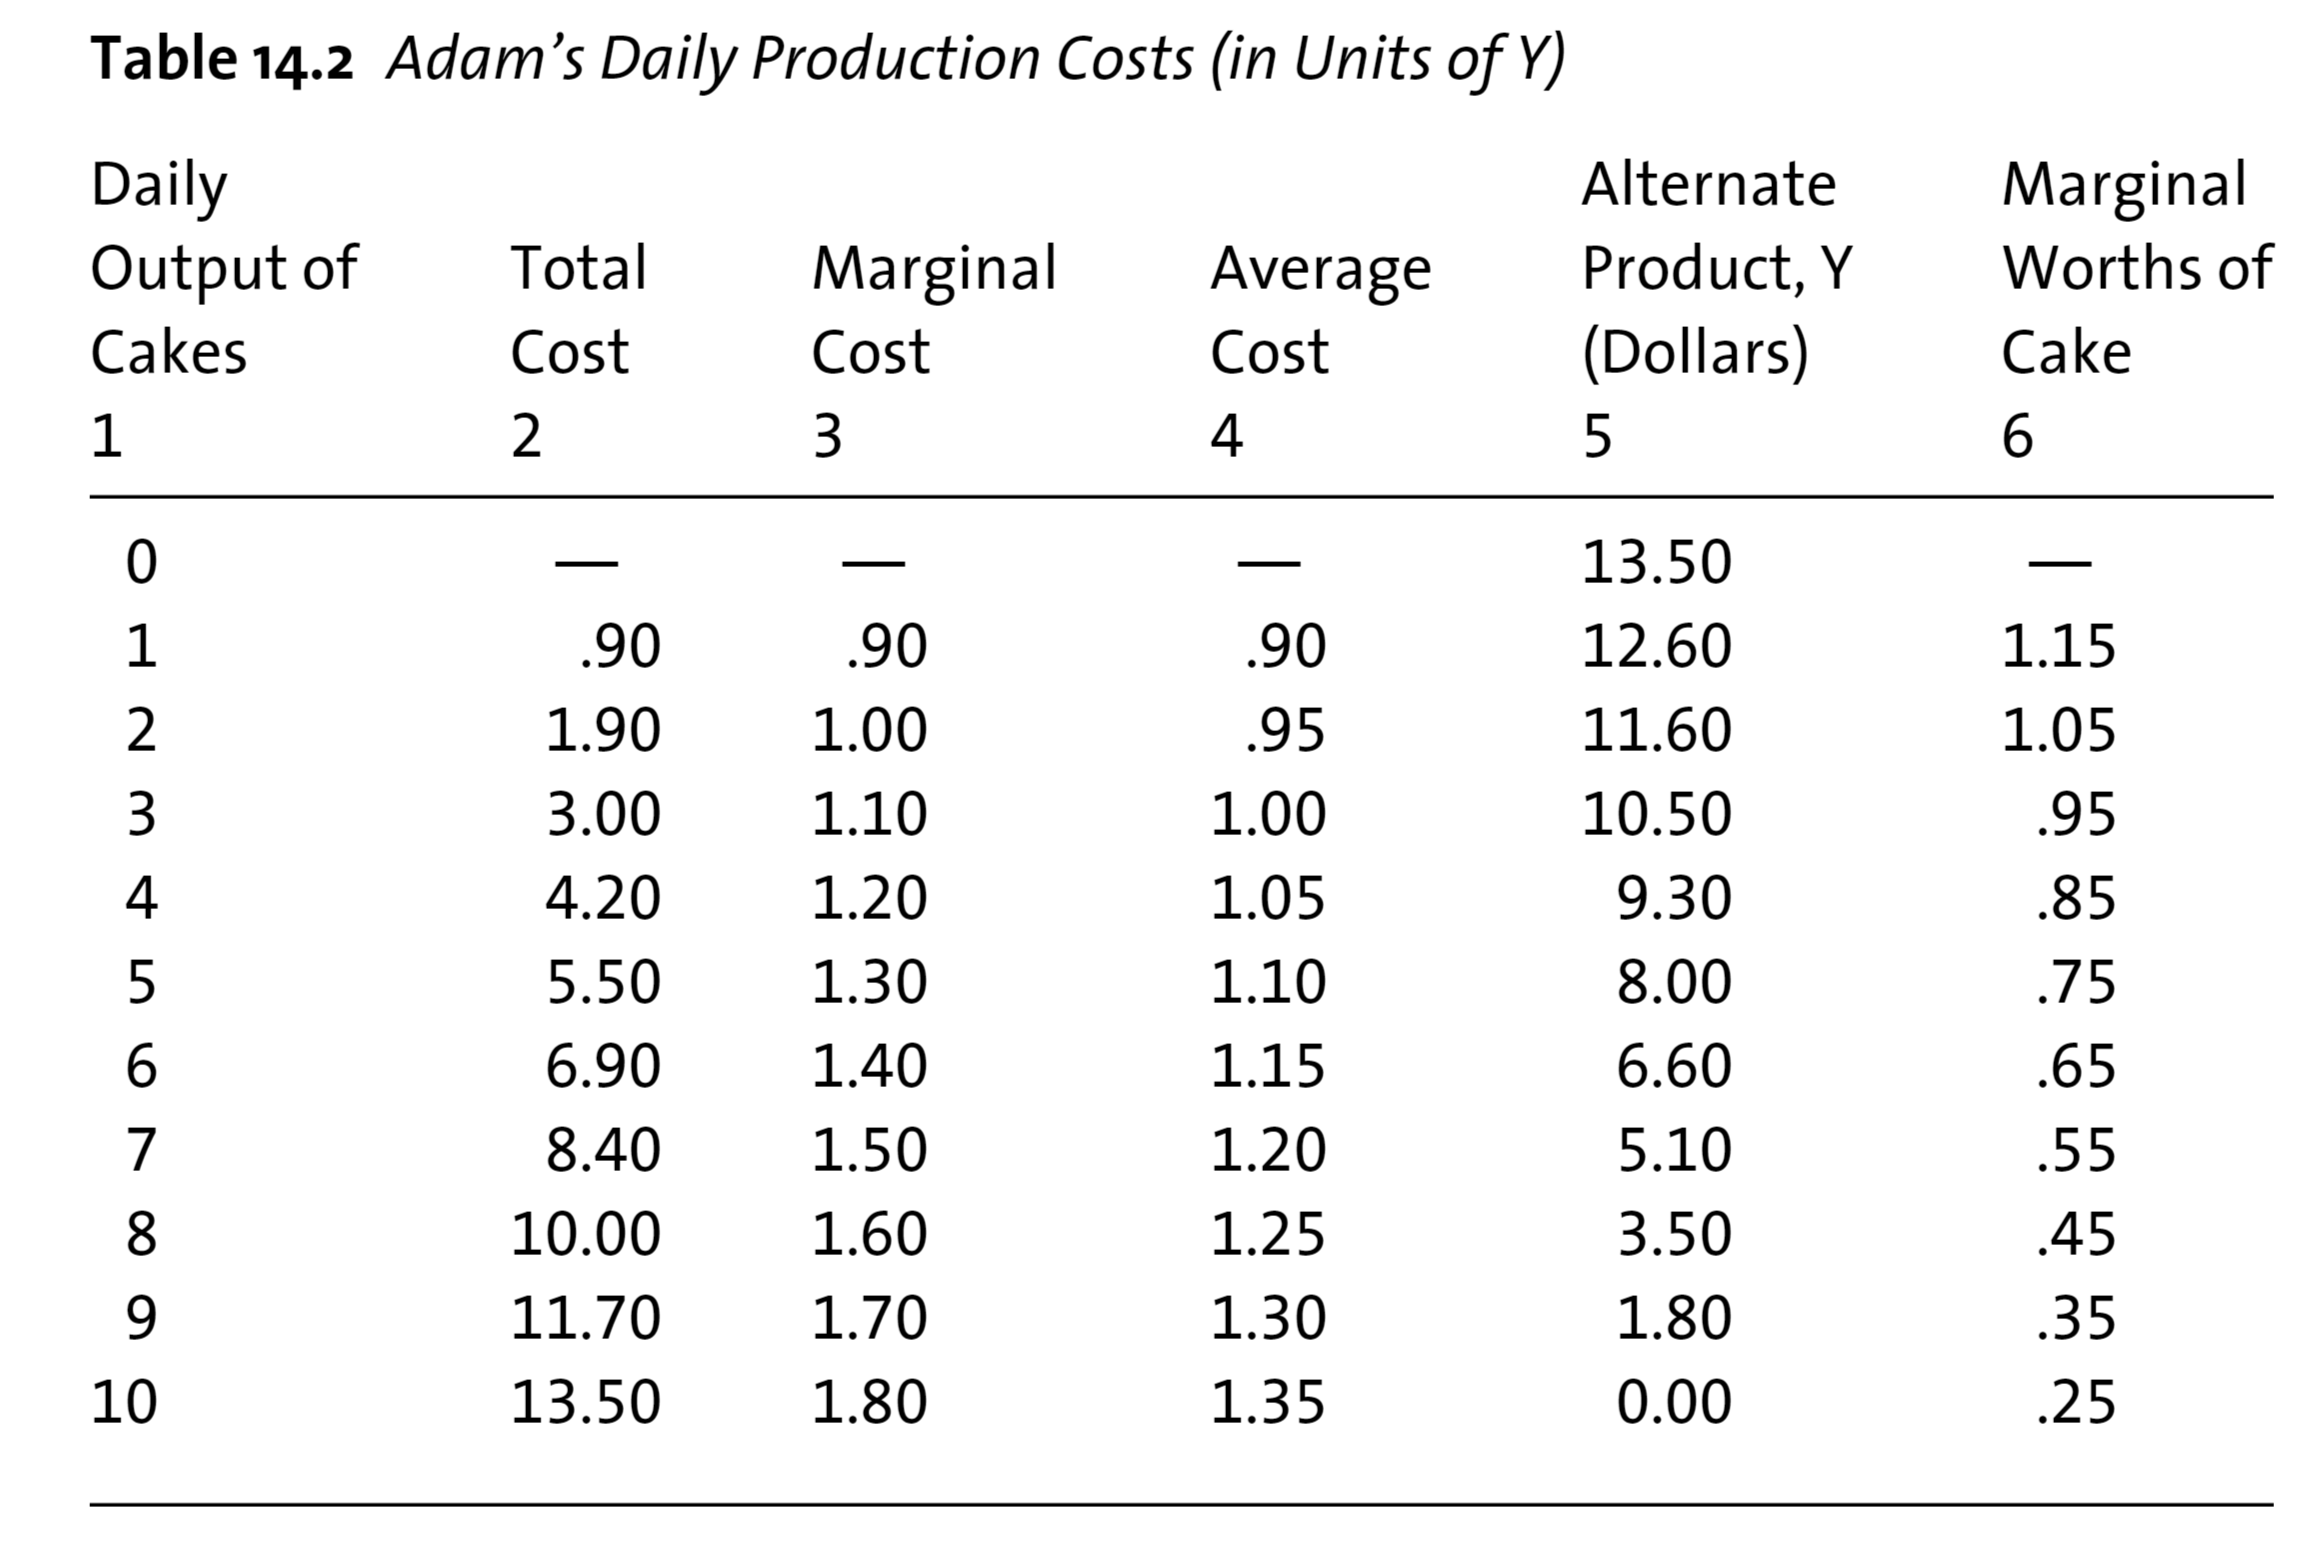 Table 14.2 Adam's Daily Production Costs (in Units of Y)
Daily Alternate Marginal
Output of Total Marginal Average Product, Y Worths of
Cakes Cost Cost Cost (Dollars) Cake
1 2 3 4 5 6
0 — — — 13.50 —
1 .90 .90 .90 12.60 1.15
2 1.90 1.00 .95 11.60 1.05
3 3.00 1.10 1.00 10.50 .95
4 4.20 1.20 1.05 9.30 .85
5 5.50 1.30 1.10 8.00 .75
6 6.90 1.40 1.15 6.60 .65
7 8.40 1.50 1.20 5.10 .55
8 10.00 1.60 1.25 3.50 .45
9 11.70 1.70 1.30 1.80 .35
10 13.50 1.80 1.35 0.00 .25